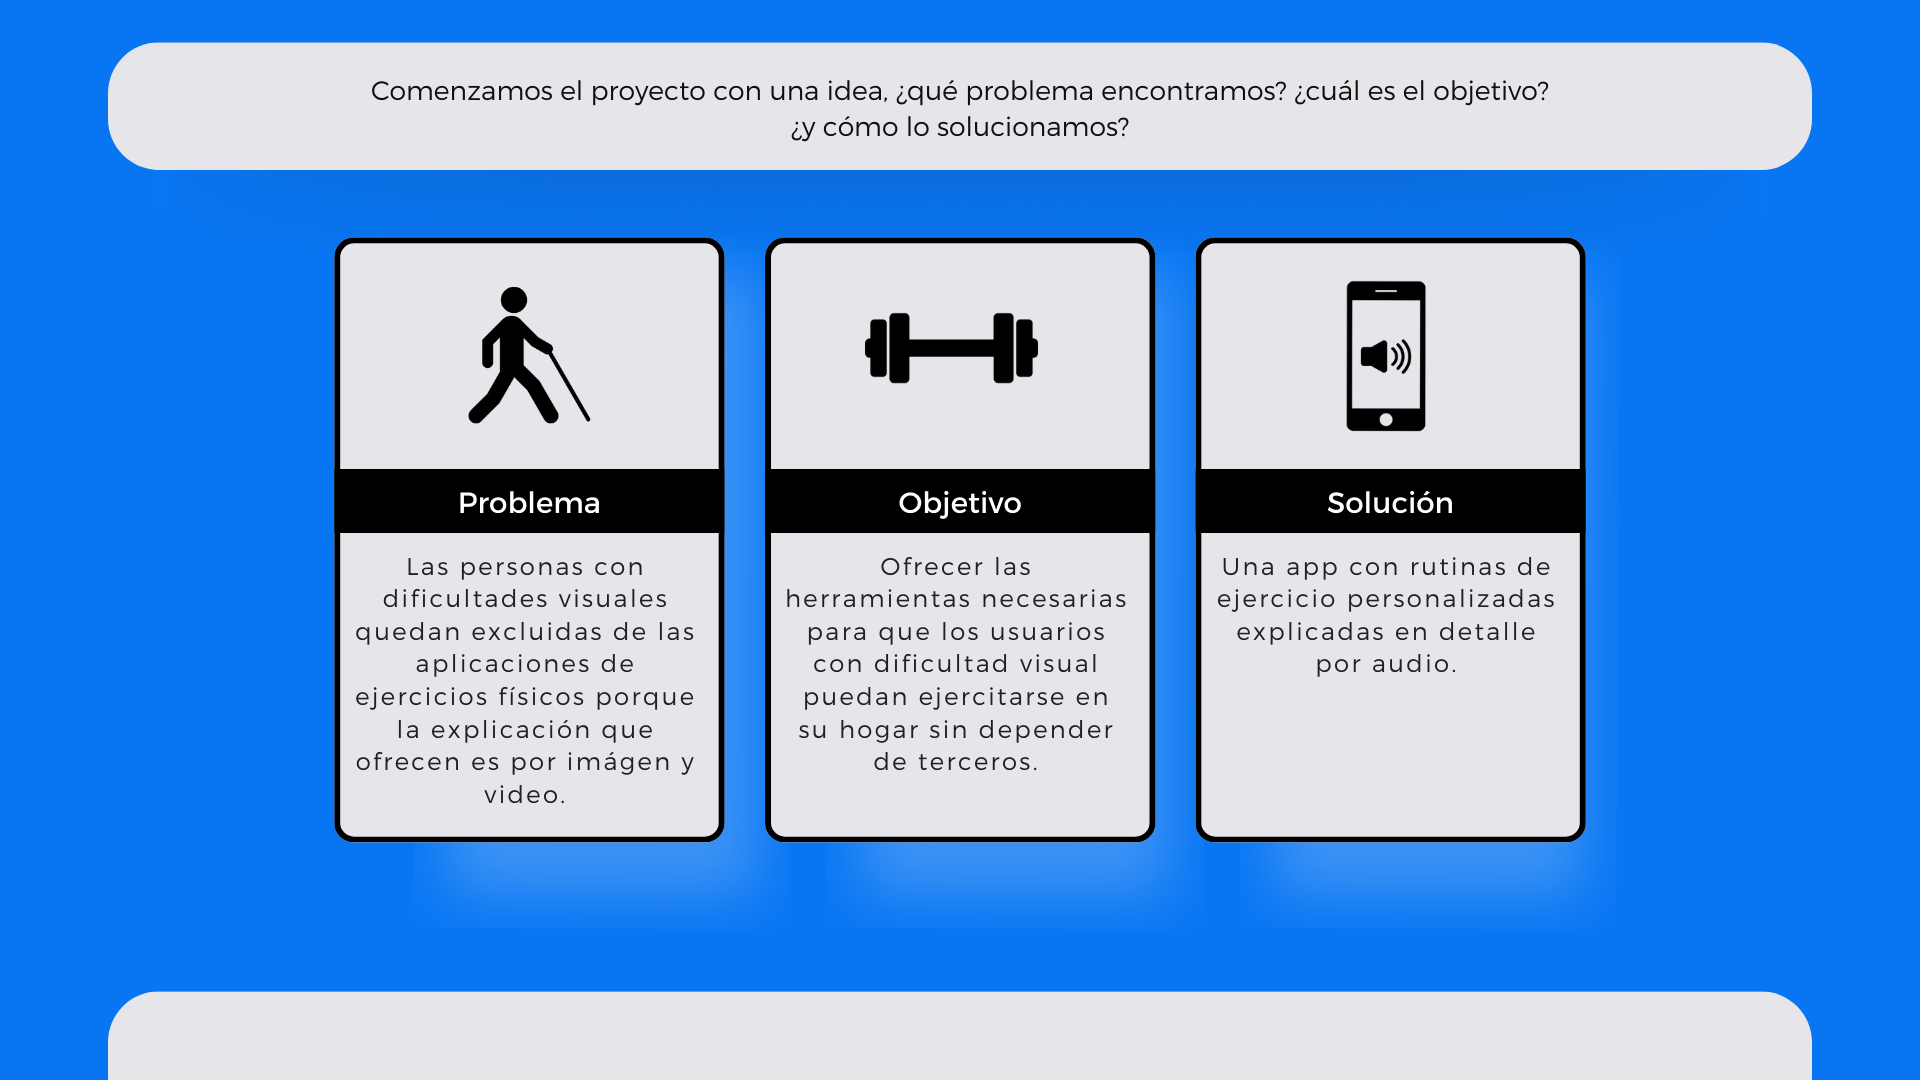 Comenzamos el proyecto con una idea, ¿qué problema encontramos? ¿cuál es el objetivo?
¿y cómo lo solucionamos?
Problema
Las personas con
dificultades visuales
quedan excluidas de las
aplicaciones de
ejercicios físicos porque
la explicación que
ofrecen es por imágen y
video.
Objetivo
Ofrecer las
herramientas necesarias
para que los usuarios
con dificultad visual
puedan ejercitarse en
su hogar sin depender
de terceros.
Solución
Una app con rutinas de
ejercicio personalizadas
explicadas en detalle
por audio.